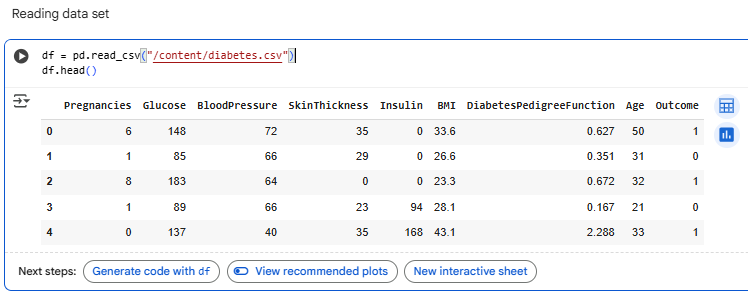 Reading data set
df = pd.read_csv("/content/diabetes.csv")
df.head()
Pregnancies Glucose BloodPressure SkinThickness Insulin BMI DiabetesPedigreeFunction Age Outcome
0 6 148 72 35 0 33.6 0.627 50 1
1 1 85 66 29 0 26.6 0.351 31 0
2 8 183 64 0 0 23.3 0.672 32 1
3 1 89 66 23 94 28.1 0.167 21 0
4 0 137 40 35 168 43.1 2.288 33 1
Next steps: Generate code with df View recommended plots New interactive sheet